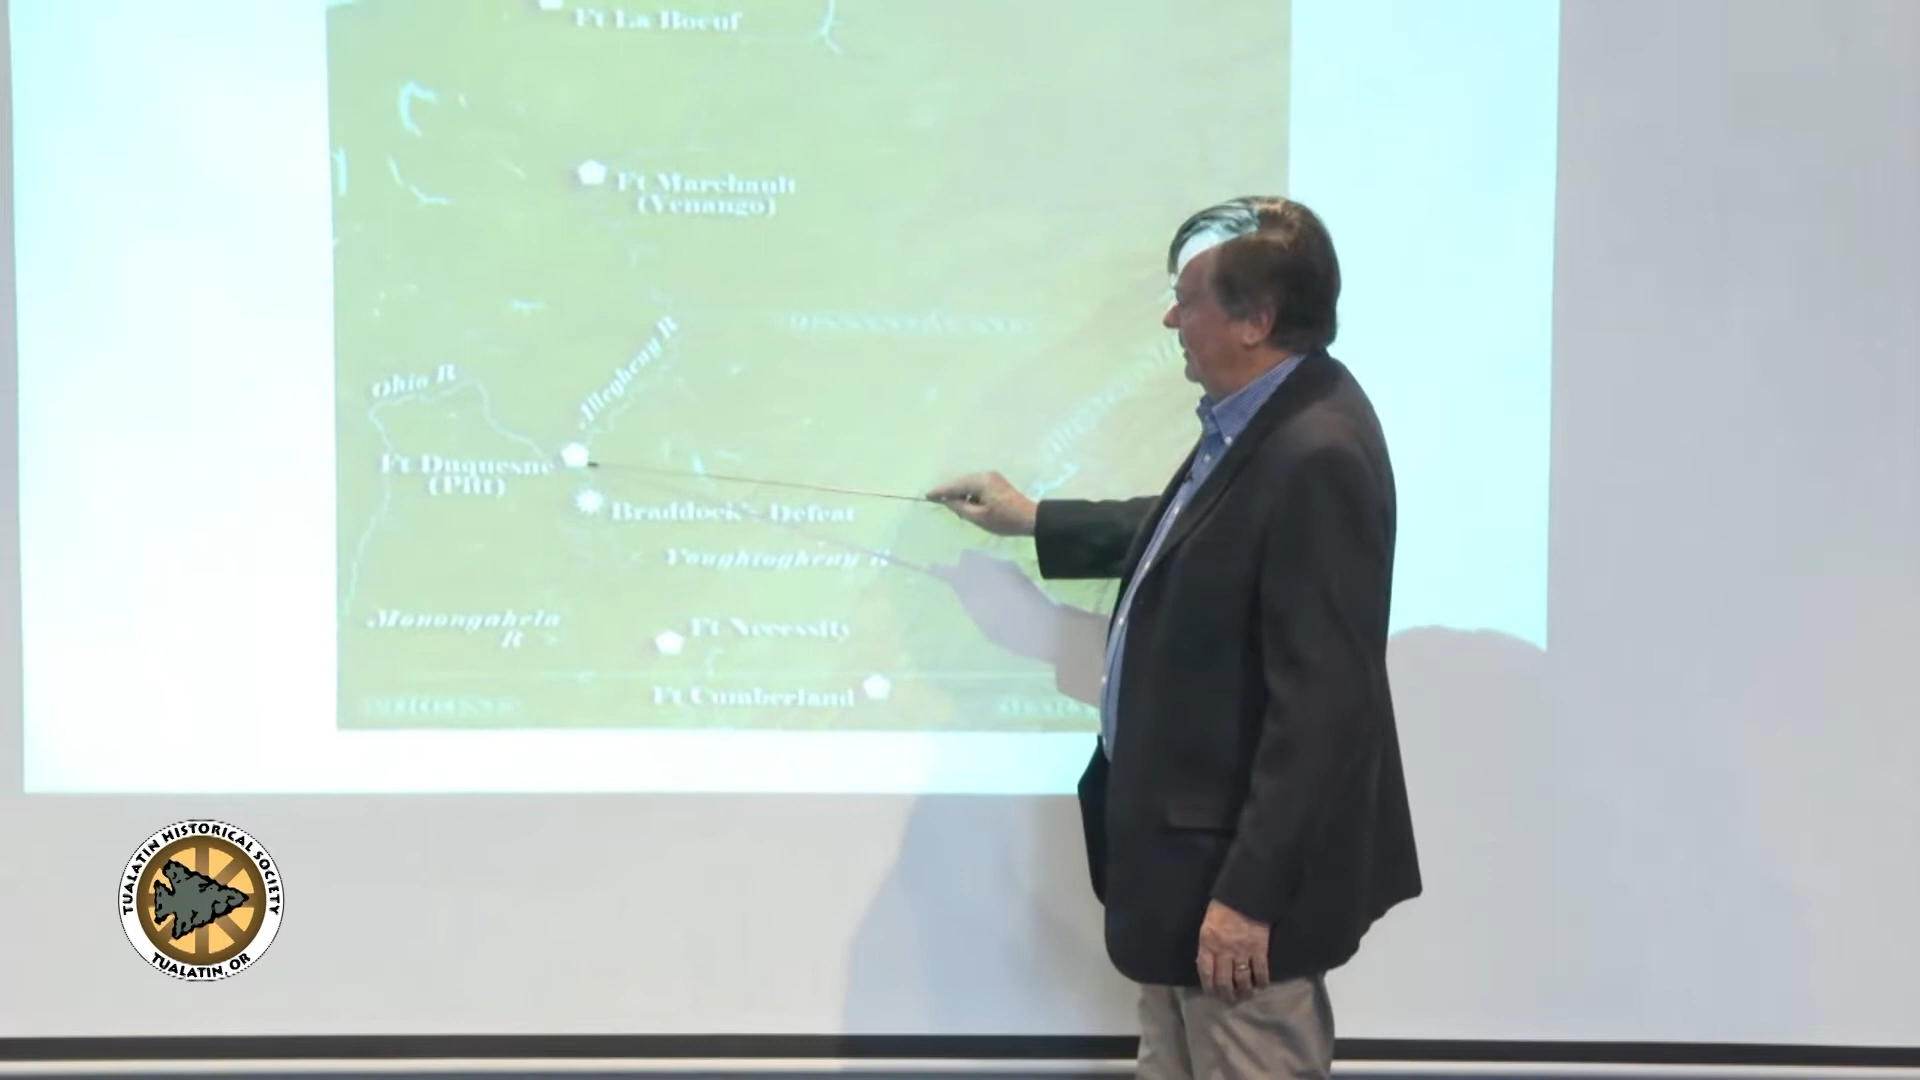 Ft La Boeuf
Ft Marchault
(Venango)
Allegheny R
Ohio R
Ft Duquesne
(Pitt)
Braddock's Defeat
Youghiogheny R
Monongahela
R
Ft Necessity
Ft Cumberland
TUALATIN HISTORICAL SOCIETY
TUALATIN, OR